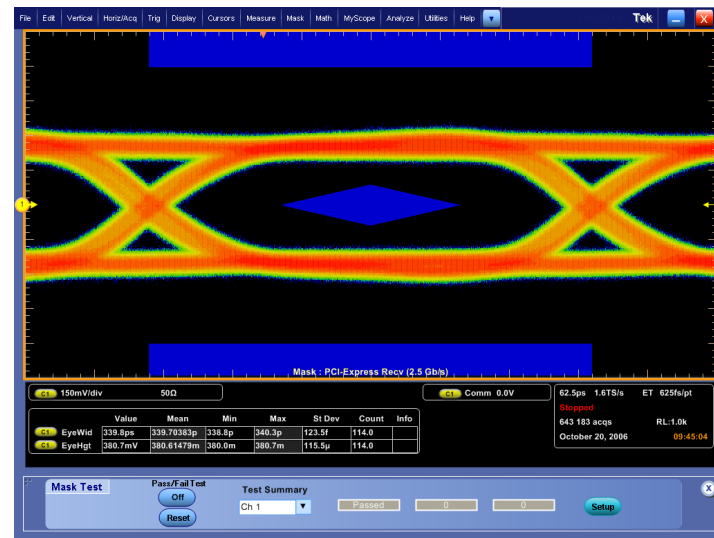 File Edit Vertical Horiz/Acq Trig Display Cursors Measure Mask Math MyScope Analyze Utilities Help Tek X
1
Mask : PCI-Express Recv (2.5 Gb/s)
C1 150mV/div 50Ω
C1 Comm 0.0V
62.5ps 1.6TS/s ET 625fs/pt
Stopped
643 183 acqs RL:1.0k
October 20, 2006 09:45:04
Value Mean Min Max St Dev Count Info
C1 EyeWid 339.8ps 339.70383p 338.8p 340.3p 123.5f 114.0
C1 EyeHgt 380.7mV 380.61479m 380.0m 380.7m 115.5µ 114.0
Mask Test
Pass/Fail Test
Off
Reset
Test Summary
Ch 1
Passed 0 0
Setup
X